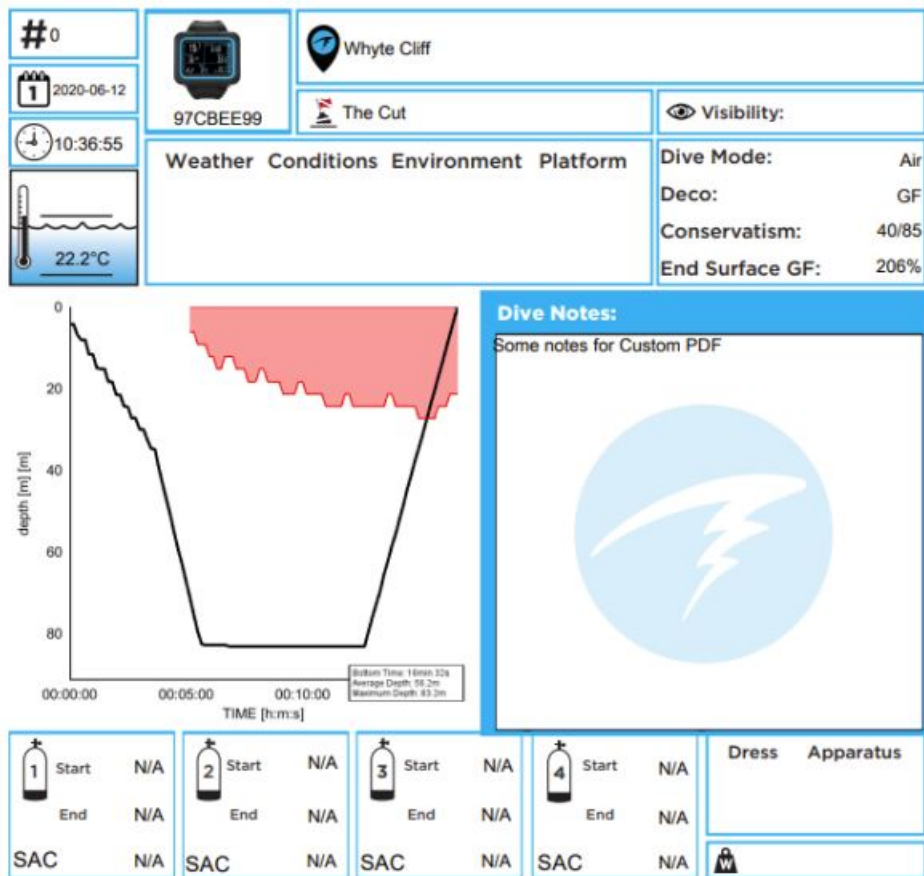 #0
1
2020-06-12
10:36:55
22.2°C
97CBEE99
Whyte Cliff
The Cut
Visibility:
Weather Conditions Environment Platform
Dive Mode: Air
Deco: GF
Conservatism: 40/85
End Surface GF: 206%
0
20
40
60
80
depth [m] [m]
00:00:00 00:05:00 00:10:00
TIME [h:m:s]
Bottom Time: 16min 32s
Average Depth: 58.2m
Maximum Depth: 83.2m
Dive Notes:
Some notes for Custom PDF
1 Start N/A
End N/A
SAC N/A
2 Start N/A
End N/A
SAC N/A
3 Start N/A
End N/A
SAC N/A
4 Start N/A
End N/A
SAC N/A
Dress Apparatus
W